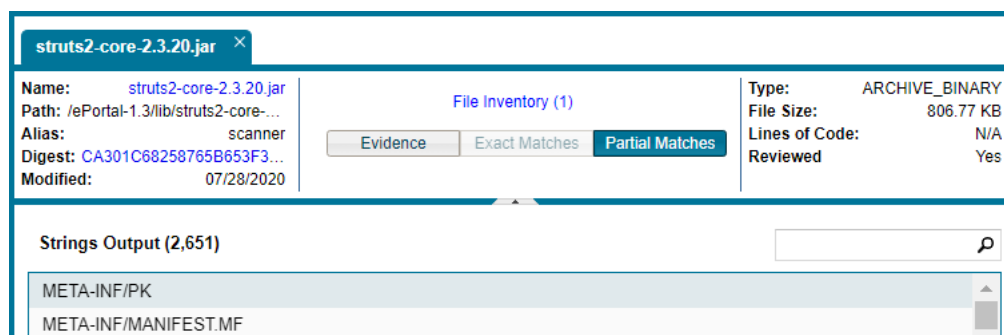 struts2-core-2.3.20.jar ×
Name: struts2-core-2.3.20.jar
Path: /ePortal-1.3/lib/struts2-core-...
Alias: scanner
Digest: CA301C68258765B653F3...
Modified: 07/28/2020
File Inventory (1)
Evidence Exact Matches Partial Matches
Type: ARCHIVE_BINARY
File Size: 806.77 KB
Lines of Code: N/A
Reviewed Yes
Strings Output (2,651)
META-INF/PK
META-INF/MANIFEST.MF